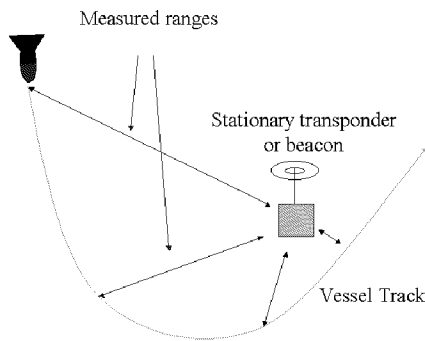 Measured ranges
Stationary transponder
or beacon
Vessel Track